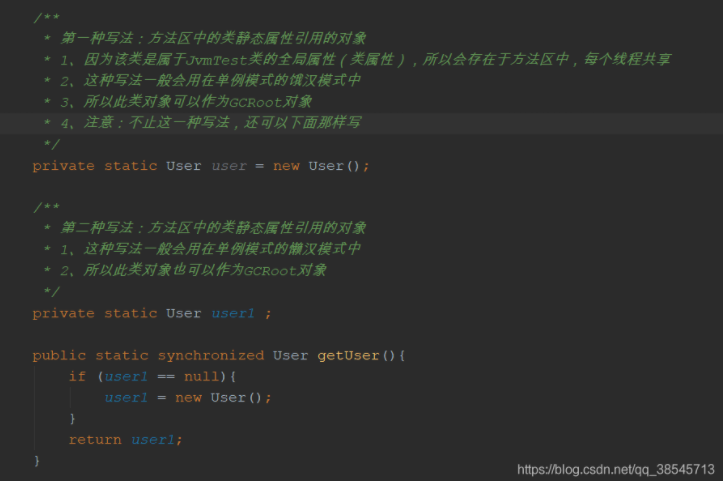 /**
* 第一种写法：方法区中的类静态属性引用的对象
* 1、因为该类是属于JvmTest类的全局属性（类属性），所以会存在于方法区中，每个线程共享
* 2、这种写法一般会用在单例模式的饿汉模式中
* 3、所以此类对象可以作为GCRoot对象
* 4、注意：不止这一种写法，还可以下面那样写
*/
private static User user = new User();
/**
* 第二种写法：方法区中的类静态属性引用的对象
* 1、这种写法一般会用在单例模式的懒汉模式中
* 2、所以此类对象也可以作为GCRoot对象
*/
private static User user1 ;
public static synchronized User getUser(){
if (user1 == null){
user1 = new User();
}
return user1;
}
https://blog.csdn.net/qq_38545713